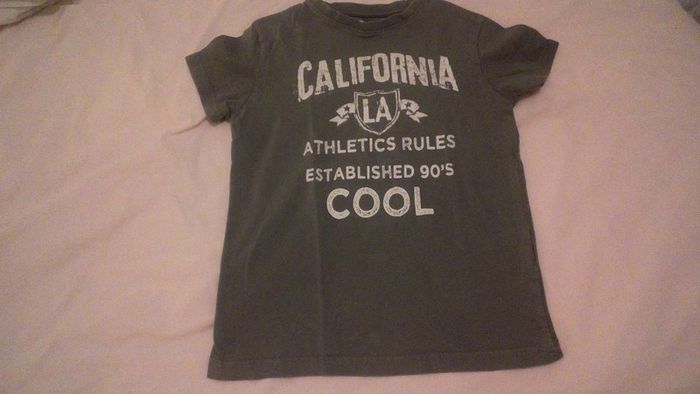 CALIFORNIA
LA
ATHLETICS RULES
ESTABLISHED 90'S
COOL